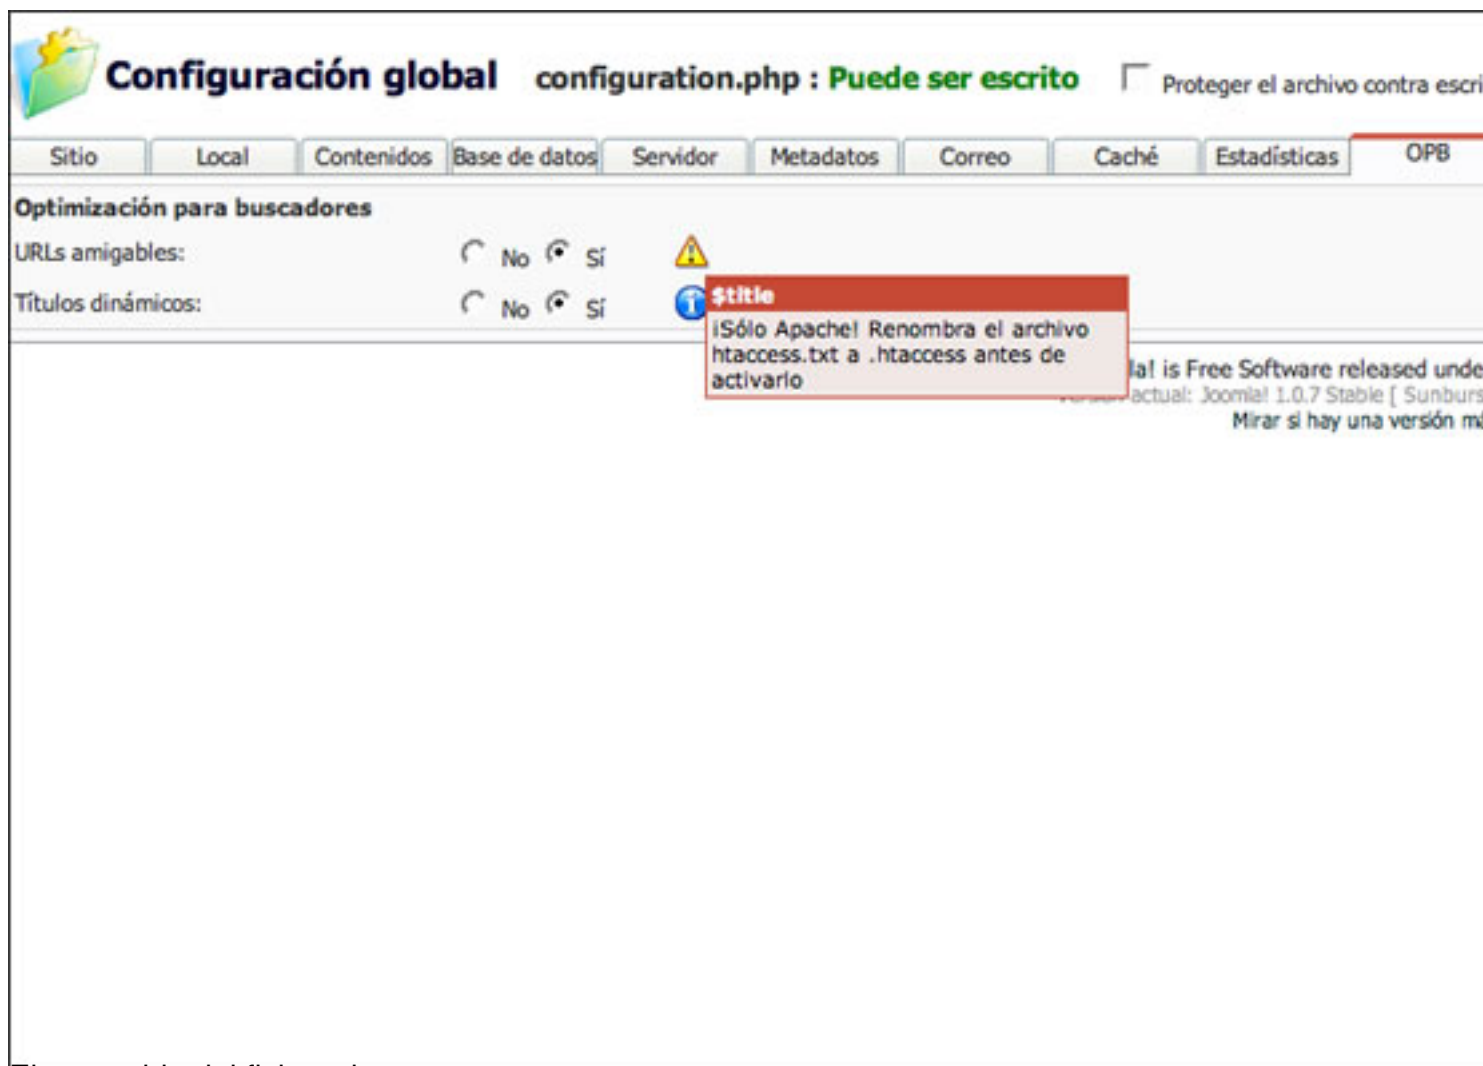 Configuración global configuration.php : Puede ser escrito Proteger el archivo contra escri
Sitio Local Contenidos Base de datos Servidor Metadatos Correo Caché Estadísticas OPB
Optimización para buscadores
URLs amigables: No Sí
Títulos dinámicos: No Sí
$title
¡Sólo Apache! Renombra el archivo
htaccess.txt a .htaccess antes de
activarlo
la! is Free Software released unde
actual: Joomla! 1.0.7 Stable [ Sunburs
Mirar si hay una versión má